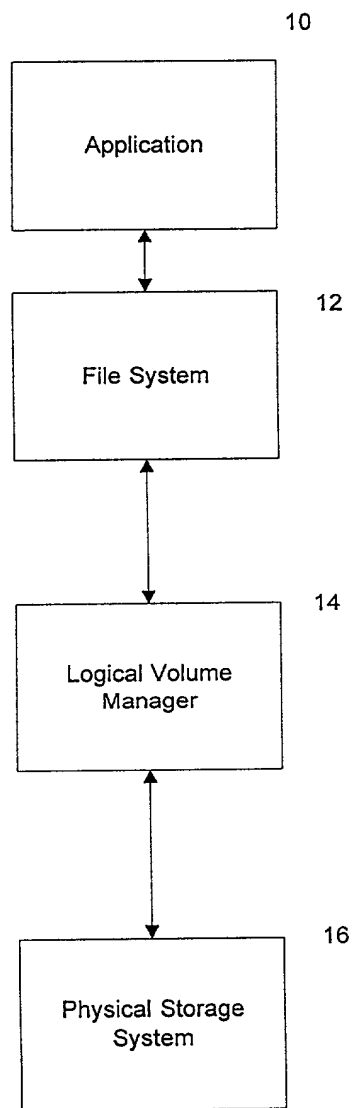 10
Application
12
File System
14
Logical Volume
Manager
16
Physical Storage
System